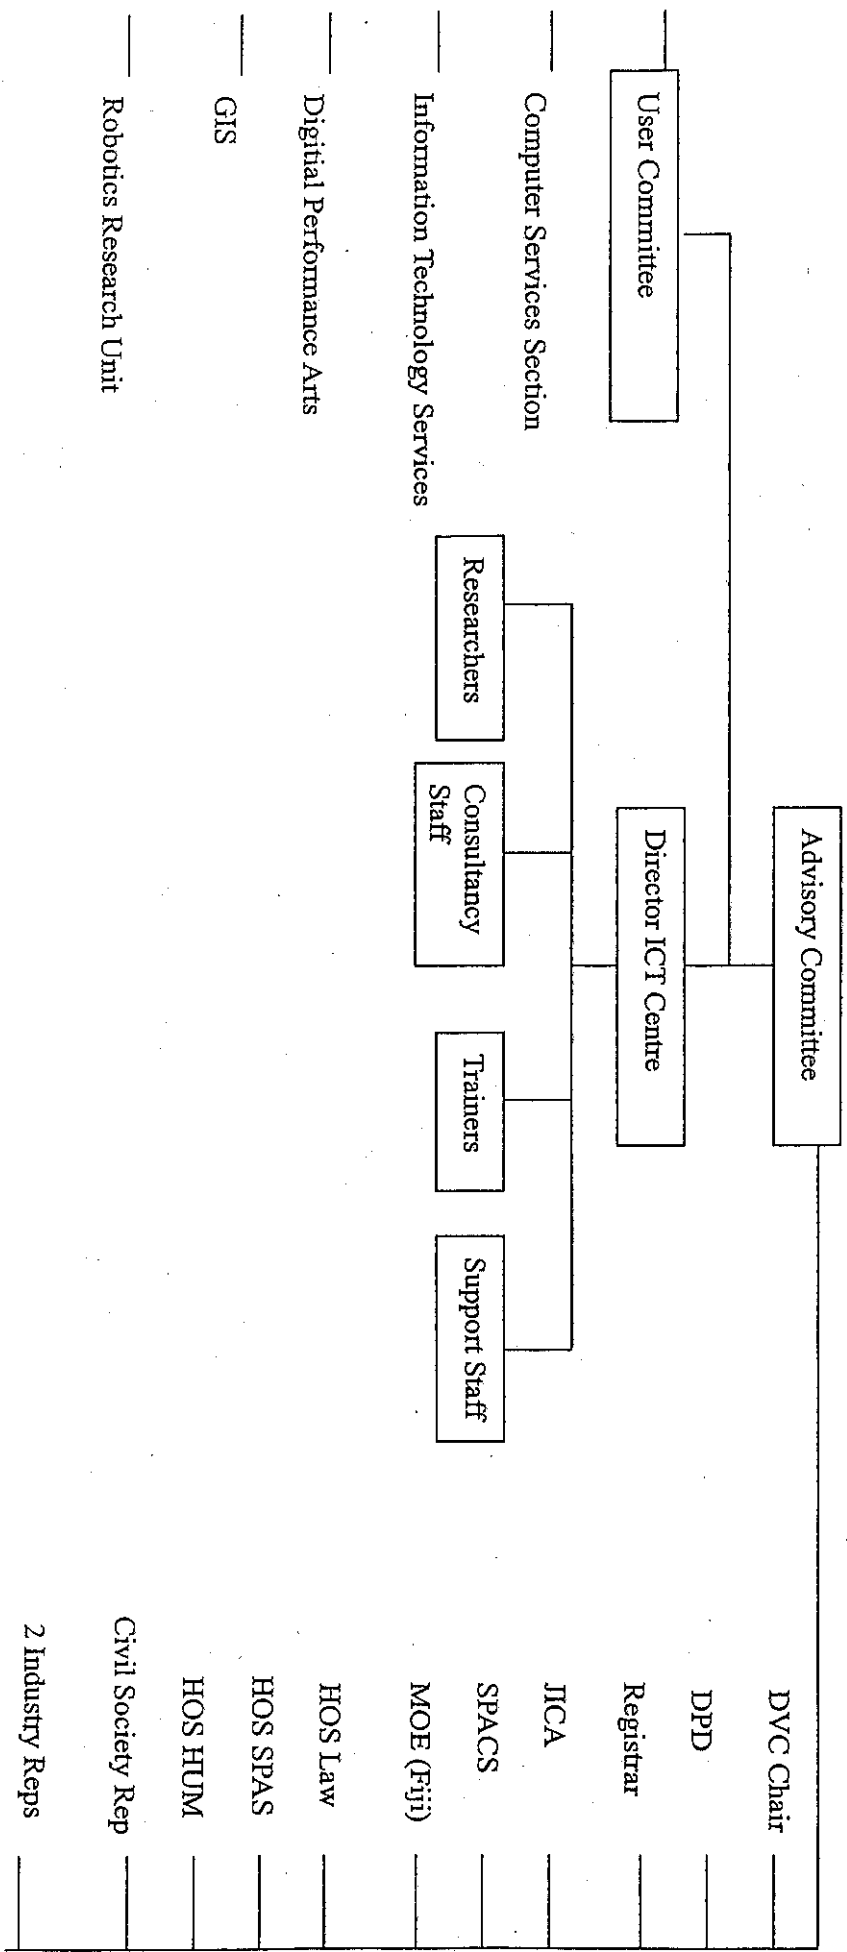 Advisory Committee
User Committee
Director ICT Centre
Computer Services Section
Information Technology Services
Digitial Performance Arts
GIS
Robotics Research Unit
Researchers
Consultancy
Staff
Trainers
Support Staff
DVC Chair
DPD
Registrar
JICA
SPACS
MOE (Fiji)
HOS Law
HOS SPAS
HOS HUM
Civil Society Rep
2 Industry Reps